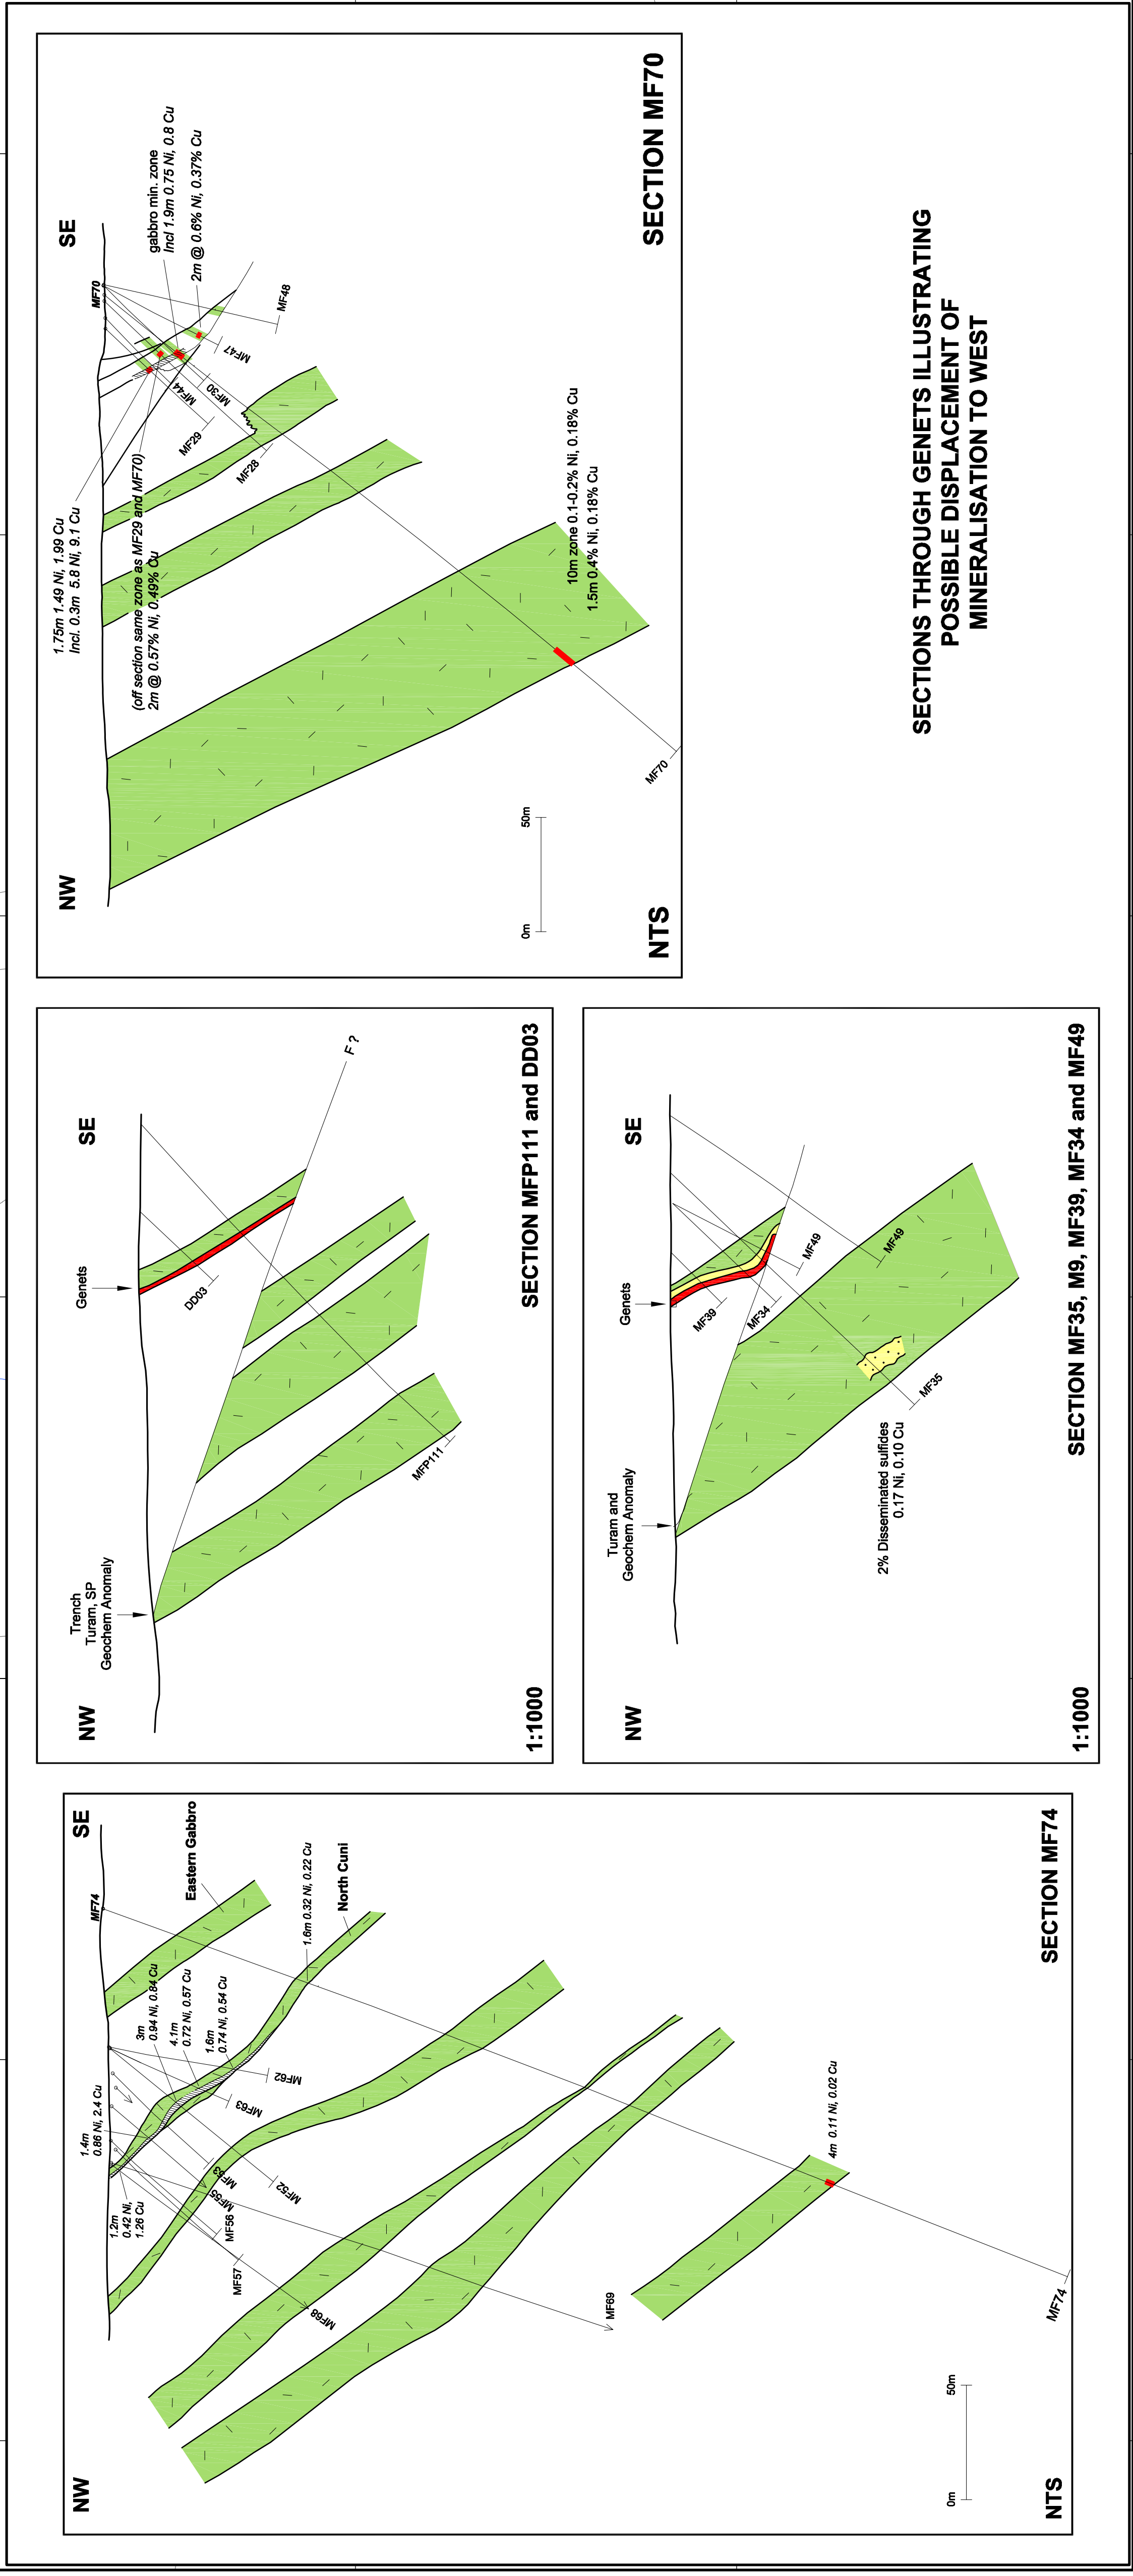 NW
SE
MF74
Eastern Gabbro
1.6m 0.32 Ni, 0.22 Cu
North Cuni
3m
0.94 Ni, 0.84 Cu
4.1m
0.72 Ni, 0.57 Cu
1.6m
0.74 Ni, 0.54 Cu
1.4m
0.86 Ni, 2.4 Cu
1.2m
0.42 Ni,
1.26 Cu
MF62
MF63
MF53
MF52
MF55
MF56
MF57
MF68
MF69
4m 0.11 Ni, 0.02 Cu
MF74
0m
50m
NTS
SECTION MF74
NW
SE
Trench
Turam, SP
Geochem Anomaly
Genets
F ?
DD03
MFP111
1:1000
SECTION MFP111 and DD03
NW
SE
Turam and
Geochem Anomaly
Genets
MF39
MF34
MF49
MF49
MF35
2% Disseminated sulfides
0.17 Ni, 0.10 Cu
1:1000
SECTION MF35, M9, MF39, MF34 and MF49
NW
SE
MF70
1.75m 1.49 Ni, 1.99 Cu
Incl. 0.3m 5.8 Ni, 9.1 Cu
(off section same zone as MF29 and MF70)
2m @ 0.57% Ni, 0.49% Cu
gabbro min. zone
Incl 1.9m 0.75 Ni, 0.8 Cu
2m @ 0.6% Ni, 0.37% Cu
MF48
MF47
MF44
MF30
MF29
MF28
10m zone 0.1-0.2% Ni, 0.18% Cu
1.5m 0.4% Ni, 0.18% Cu
MF70
0m
50m
NTS
SECTION MF70
SECTIONS THROUGH GENETS ILLUSTRATING
POSSIBLE DISPLACEMENT OF
MINERALISATION TO WEST